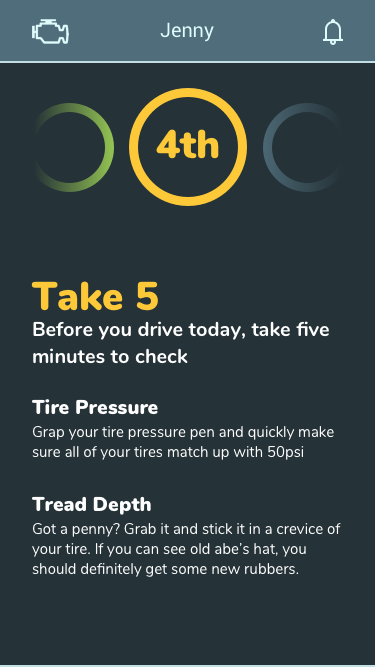 Jenny
4th
Take 5
Before you drive today, take five
minutes to check
Tire Pressure
Grap your tire pressure pen and quickly make
sure all of your tires match up with 50psi
Tread Depth
Got a penny? Grab it and stick it in a crevice of
your tire. If you can see old abe's hat, you
should definitely get some new rubbers.